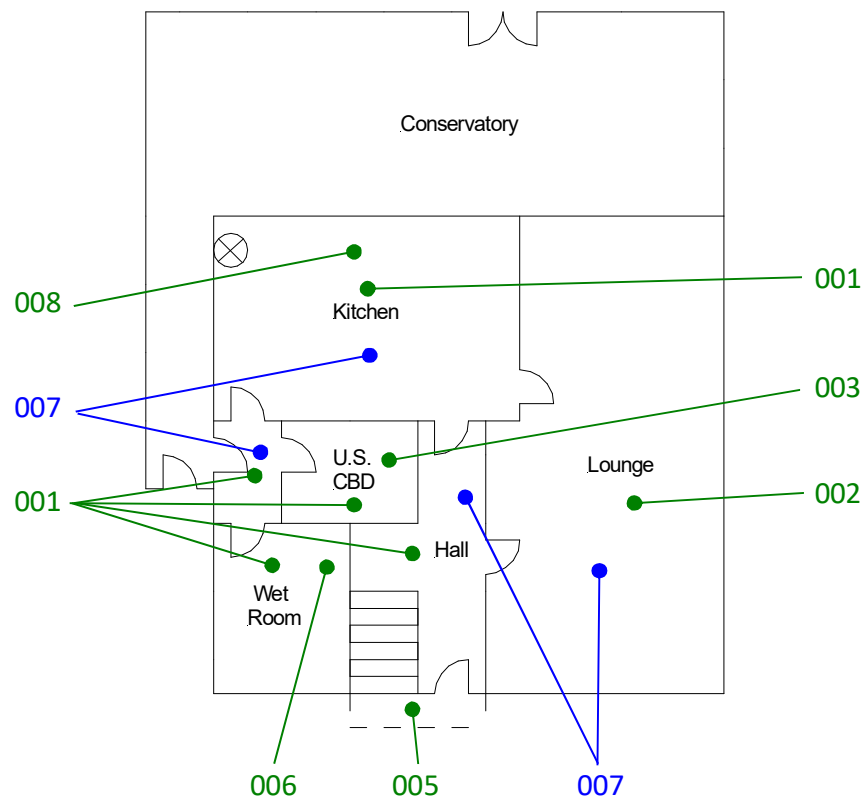 Conservatory
001
008
Kitchen
003
007
U.S.
CBD
Lounge
001
002
Hall
Wet
Room
006
005
007